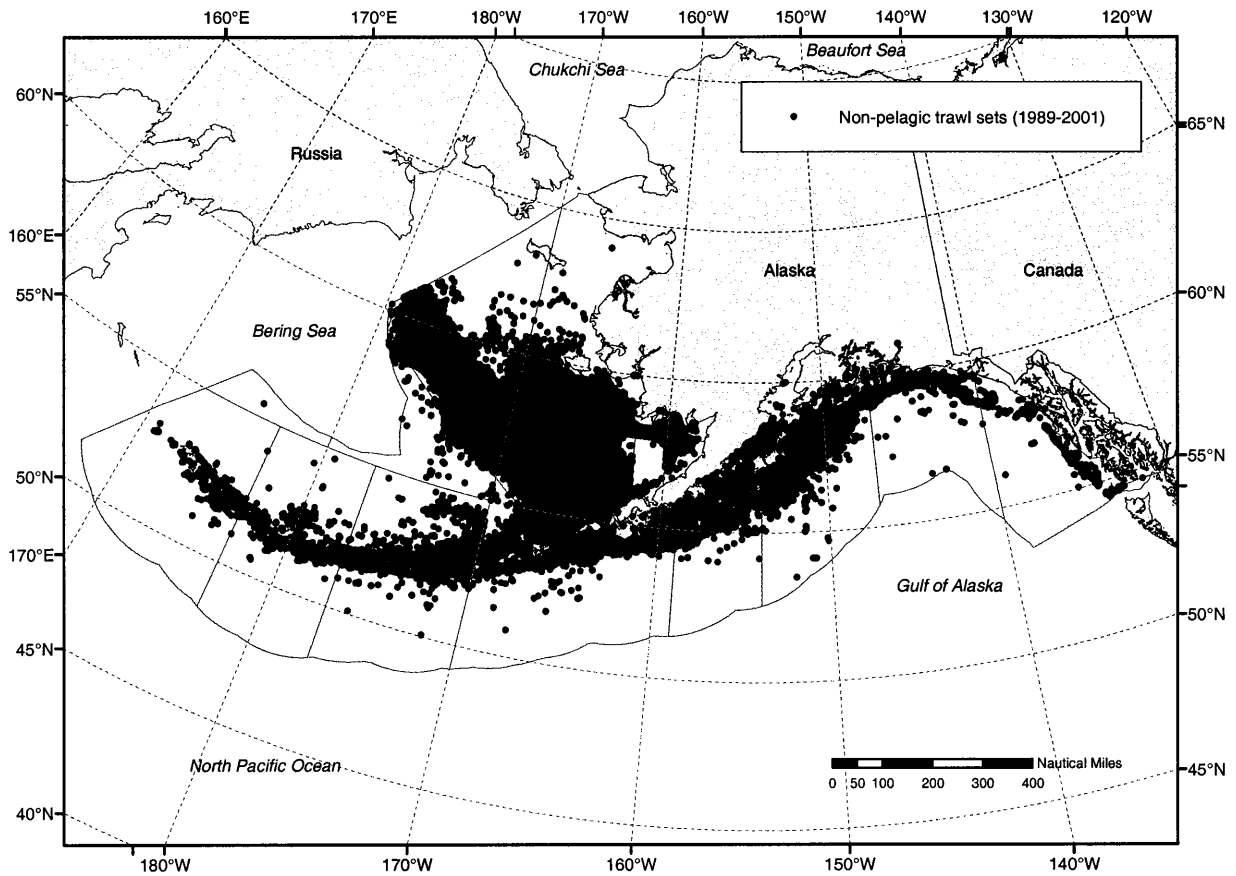 160°E 170°E 180°W 170°W 160°W 150°W 140°W 130°W 120°W
Beaufort Sea
Chukchi Sea
60°N
Non-pelagic trawl sets (1989-2001)
65°N
Russia
160°E
Alaska
Canada
55°N
60°N
Bering Sea
55°N
50°N
170°E
Gulf of Alaska
50°N
45°N
North Pacific Ocean
Nautical Miles
0 50 100 200 300 400
45°N
40°N
180°W 170°W 160°W 150°W 140°W